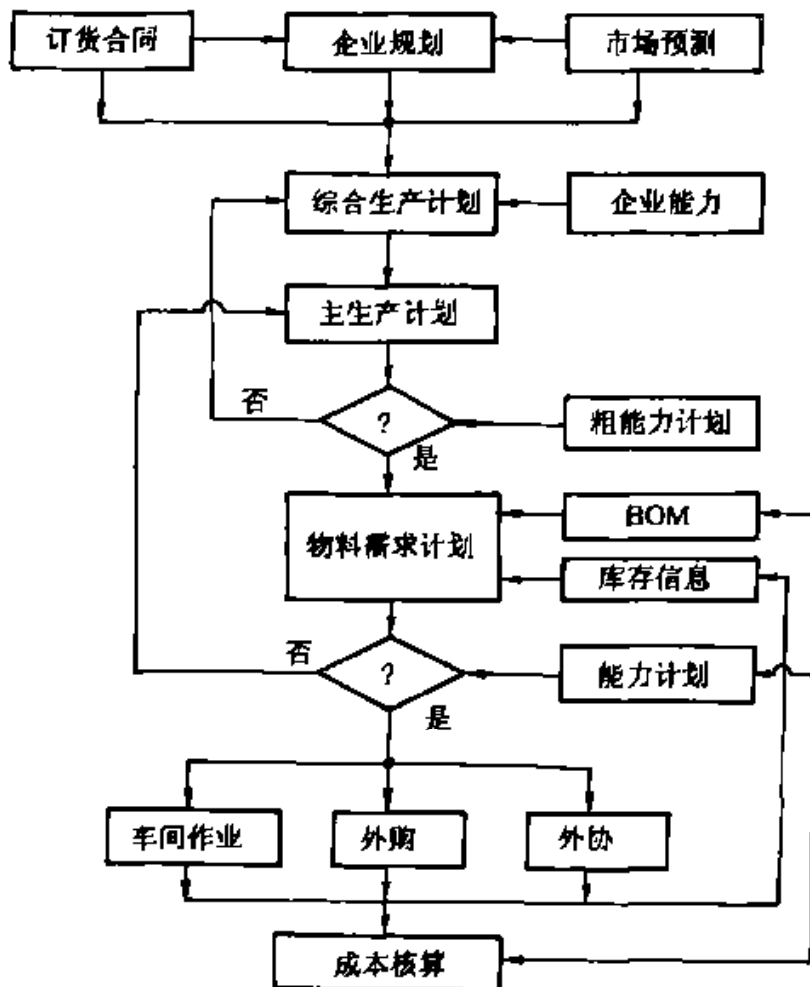 订货合同
企业规划
市场预测
综合生产计划
企业能力
主生产计划
否
?
粗能力计划
是
物料需求计划
BOM
库存信息
否
?
能力计划
是
车间作业
外购
外协
成本核算